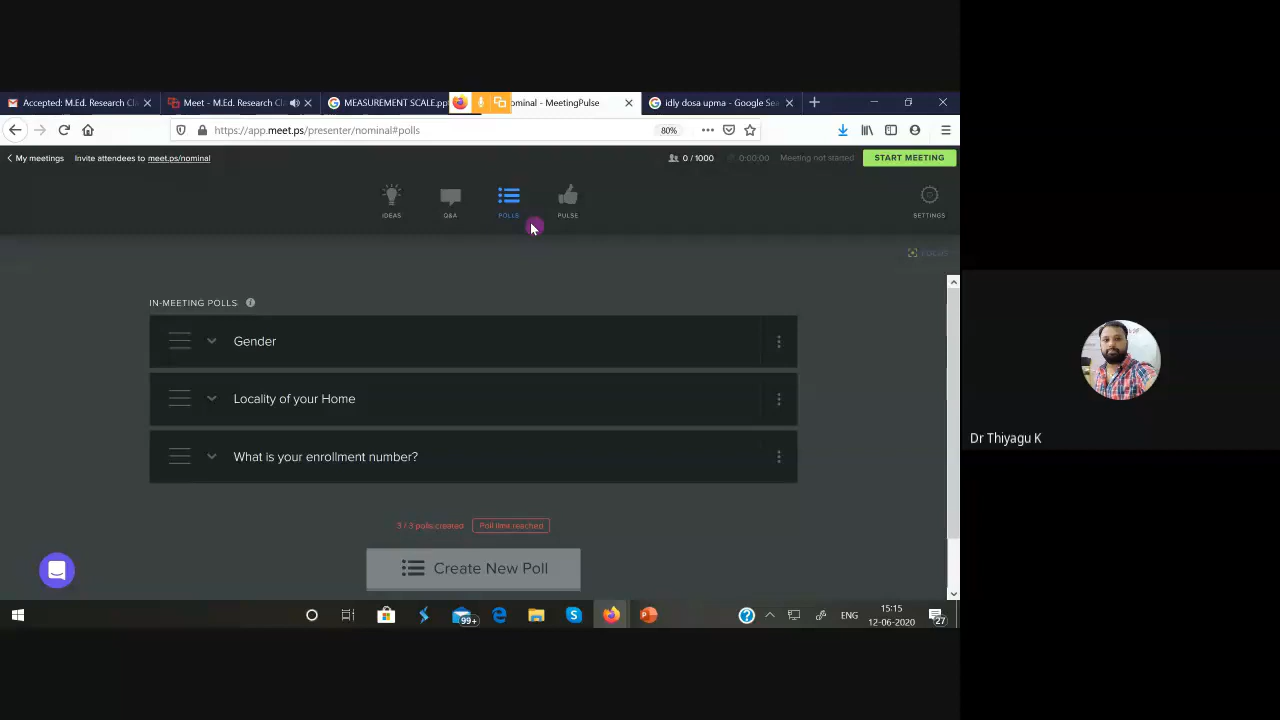 Accepted: M.Ed. Research Cl
Meet - M.Ed. Research Cl
MEASUREMENT SCALE.pp
ominal - MeetingPulse
idly dosa upma - Google Se
https://app.meet.ps/presenter/nominal#polls
80%
My meetings
Invite attendees to meet.ps/nominal
0 / 1000
0:00:00
Meeting not started
START MEETING
IDEAS
Q&A
POLLS
PULSE
SETTINGS
FOCUS
IN-MEETING POLLS
Gender
Locality of your Home
What is your enrollment number?
3 / 3 polls created
Poll limit reached
Create New Poll
Dr Thiyagu K
99+
ENG
15:15
12-06-2020
27